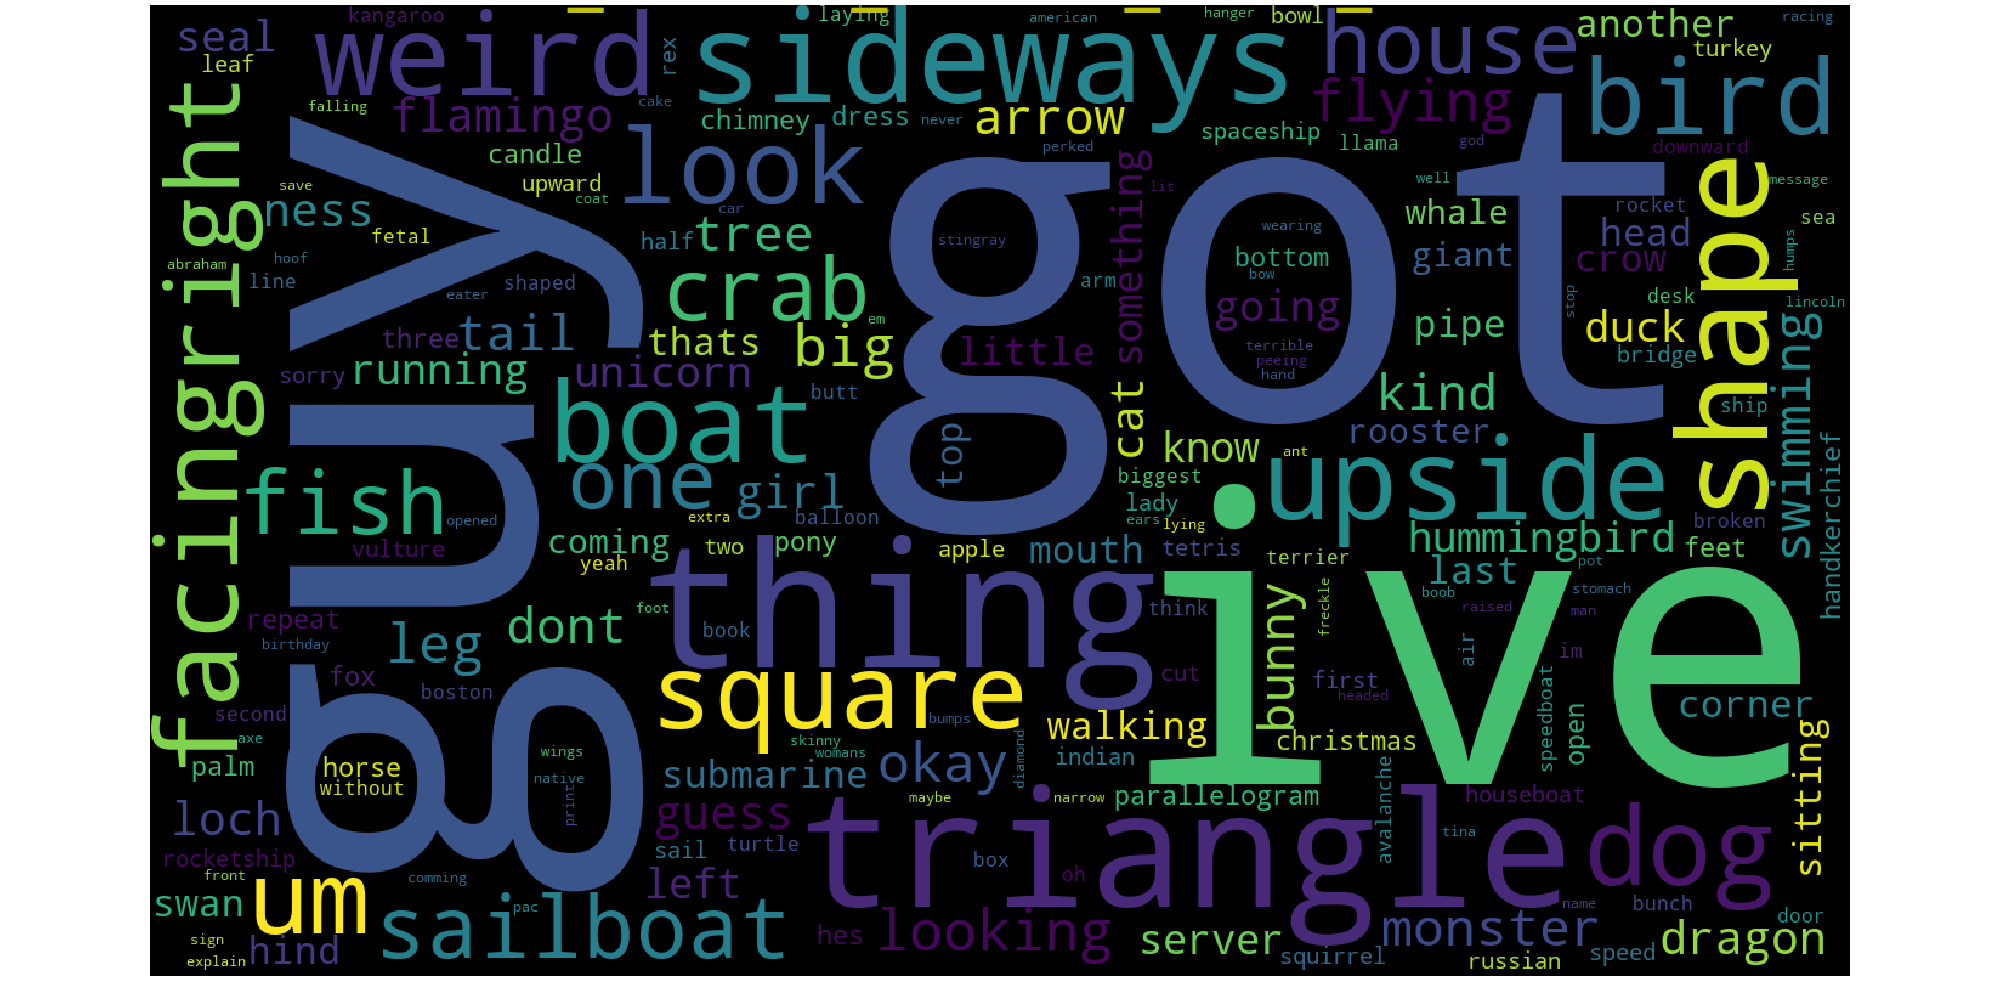 kangaroo
laying
american
hanger
bowl
another
racing
seal
weird
rex
sideways
house
turkey
leaf
bird
falling
flamingo
cake
chimney
dress
never
arrow
flying
spaceship
llama
god
downward
candle
look
perked
something
lit
save
upward
coat
car
well
message
facingright
guy
got
shape
ness
fetal
half
tree
stingray
wearing
whale
rocket
sea
head
giant
bottom
crow
humps
abraham
hoof
line
eater
shaped
crab
em
arm
bow
going
stop
desk
lincoln
three
tail
thats
big
little
terrible
peeing
hand
pipe
duck
bridge
swimming
sorry
running
unicorn
butt
cat
kind
ship
boat
top
know
rooster
handkerchief
fish
one
girl
biggest
ant
upside
opened
extra
balloon
lady
ears
lying
broken
vulture
coming
yeah
two
pony
apple
mouth
tetris
terrier
hummingbird
feet
last
pot
ive
repeat
birthday
leg
dont
foot
thing
book
think
bunny
freckle
boob
raised
stomach
man
fox
boston
square
cut
first
headed
air
im
second
axe
bumps
walking
speedboat
open
corner
palm
horse
without
wings
native
print
skinny
womans
okay
diamond
indian
christmas
sitting
submarine
maybe
narrow
parallelogram
avalanche
houseboat
loch
guess
triangle
tina
dog
rocketship
front
sail
turtle
box
oh
comming
left
swan
um
sailboat
pac
hes
looking
server
squirrel
monster
name
bunch
door
sign
explain
hind
russian
speed
dragon